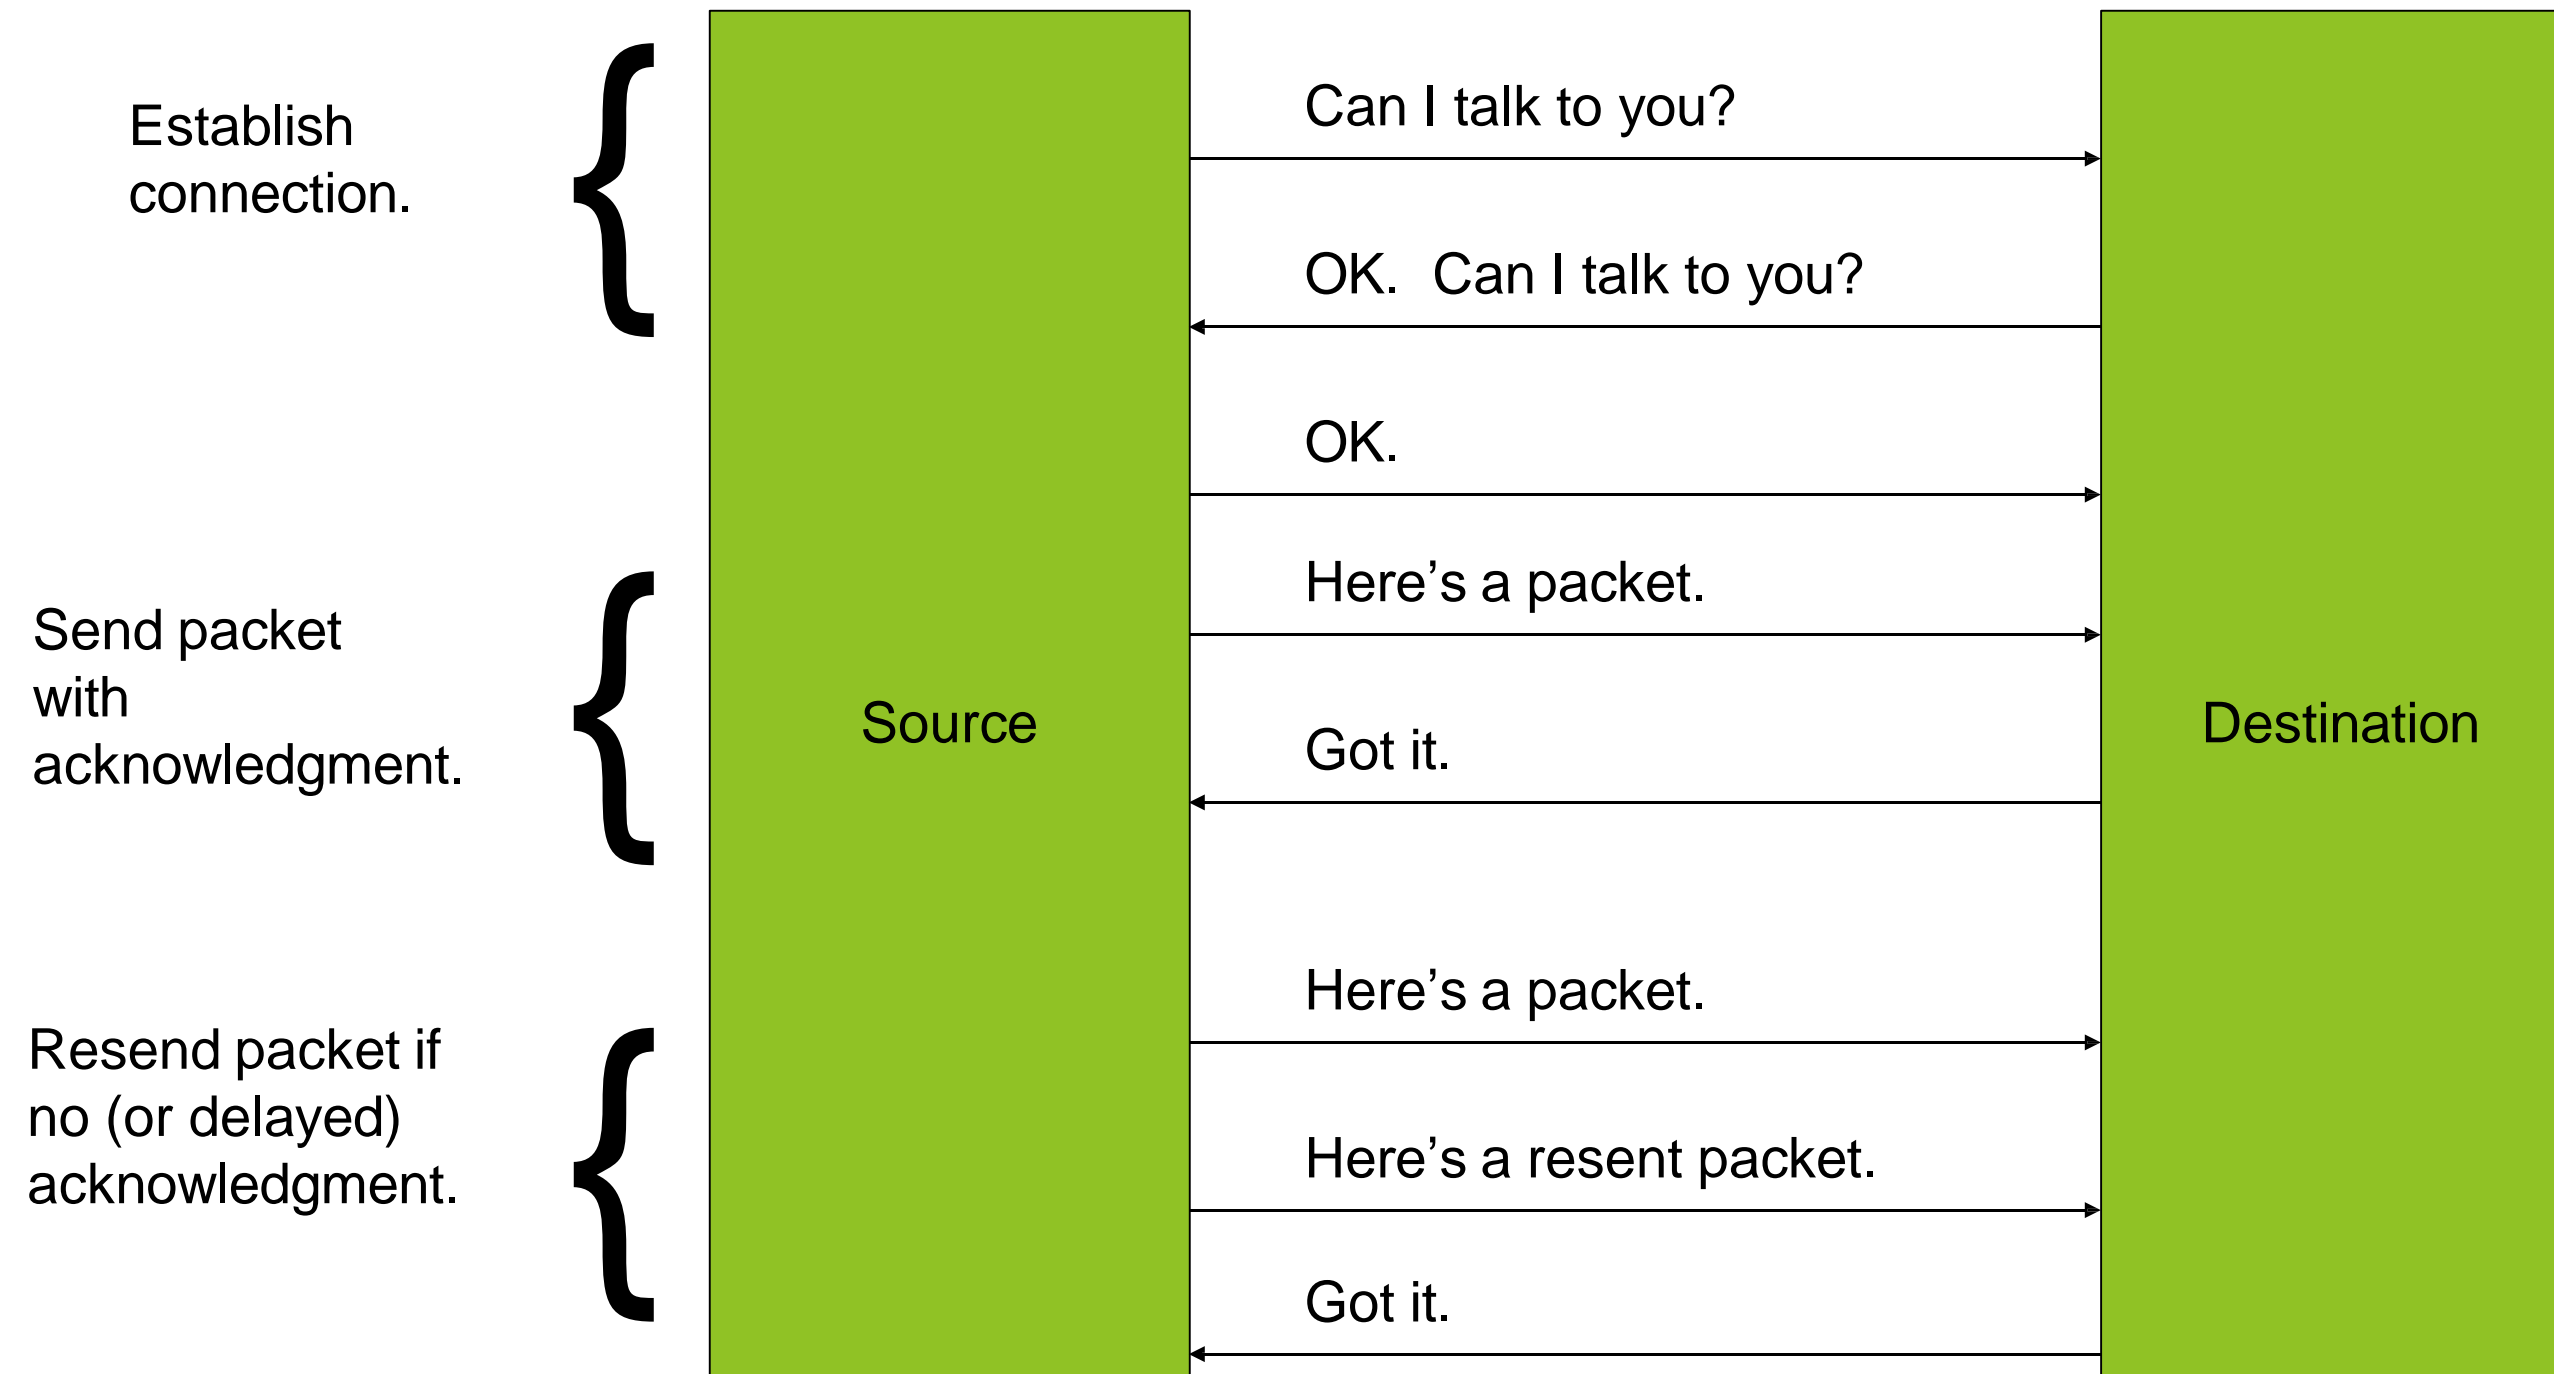 Establish
connection.
Can I talk to you?
OK.  Can I talk to you?
OK.
Send packet
with
acknowledgment.
Here’s a packet.
Got it.
Source
Destination
Resend packet if
no (or delayed)
acknowledgment.
Here’s a packet.
Here’s a resent packet.
Got it.